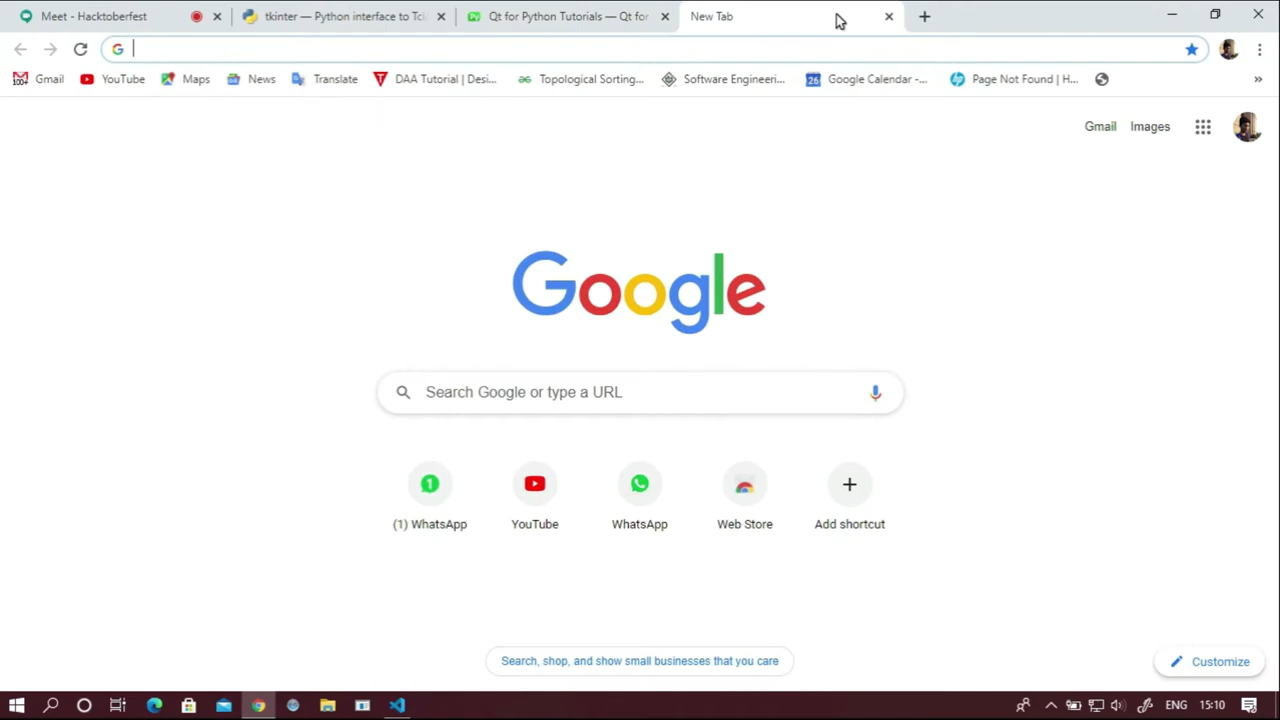 Meet - Hacktoberfest
tkinter — Python interface to Tcl
Qt for Python Tutorials — Qt for
New Tab
Gmail
YouTube
Maps
News
Translate
DAA Tutorial | Desi...
Topological Sorting...
Software Engineeri...
Google Calendar -...
Page Not Found | H...
Gmail
Images
Google
Search Google or type a URL
(1) WhatsApp
YouTube
WhatsApp
Web Store
Add shortcut
Search, shop, and show small businesses that you care
Customize
ENG
15:10